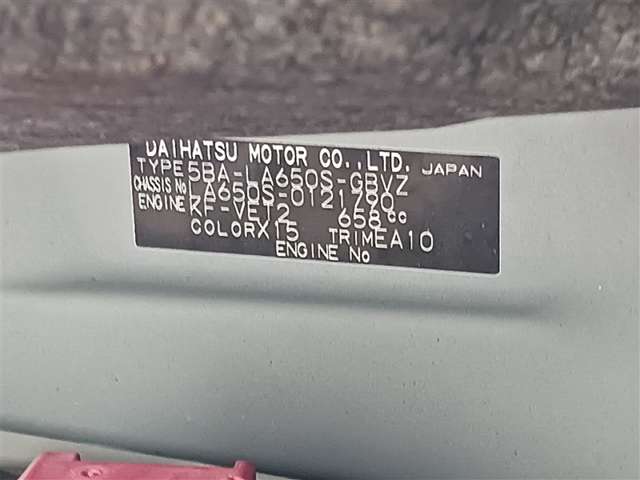 DAIHATSU MOTOR CO.,LTD. JAPAN
TYPE 5BA-LA650S-GBVZ
CHASSIS No LA650S-0121790
ENGINE KF-VET2 658cc
COLOR X15 TRIM EA10
ENGINE No